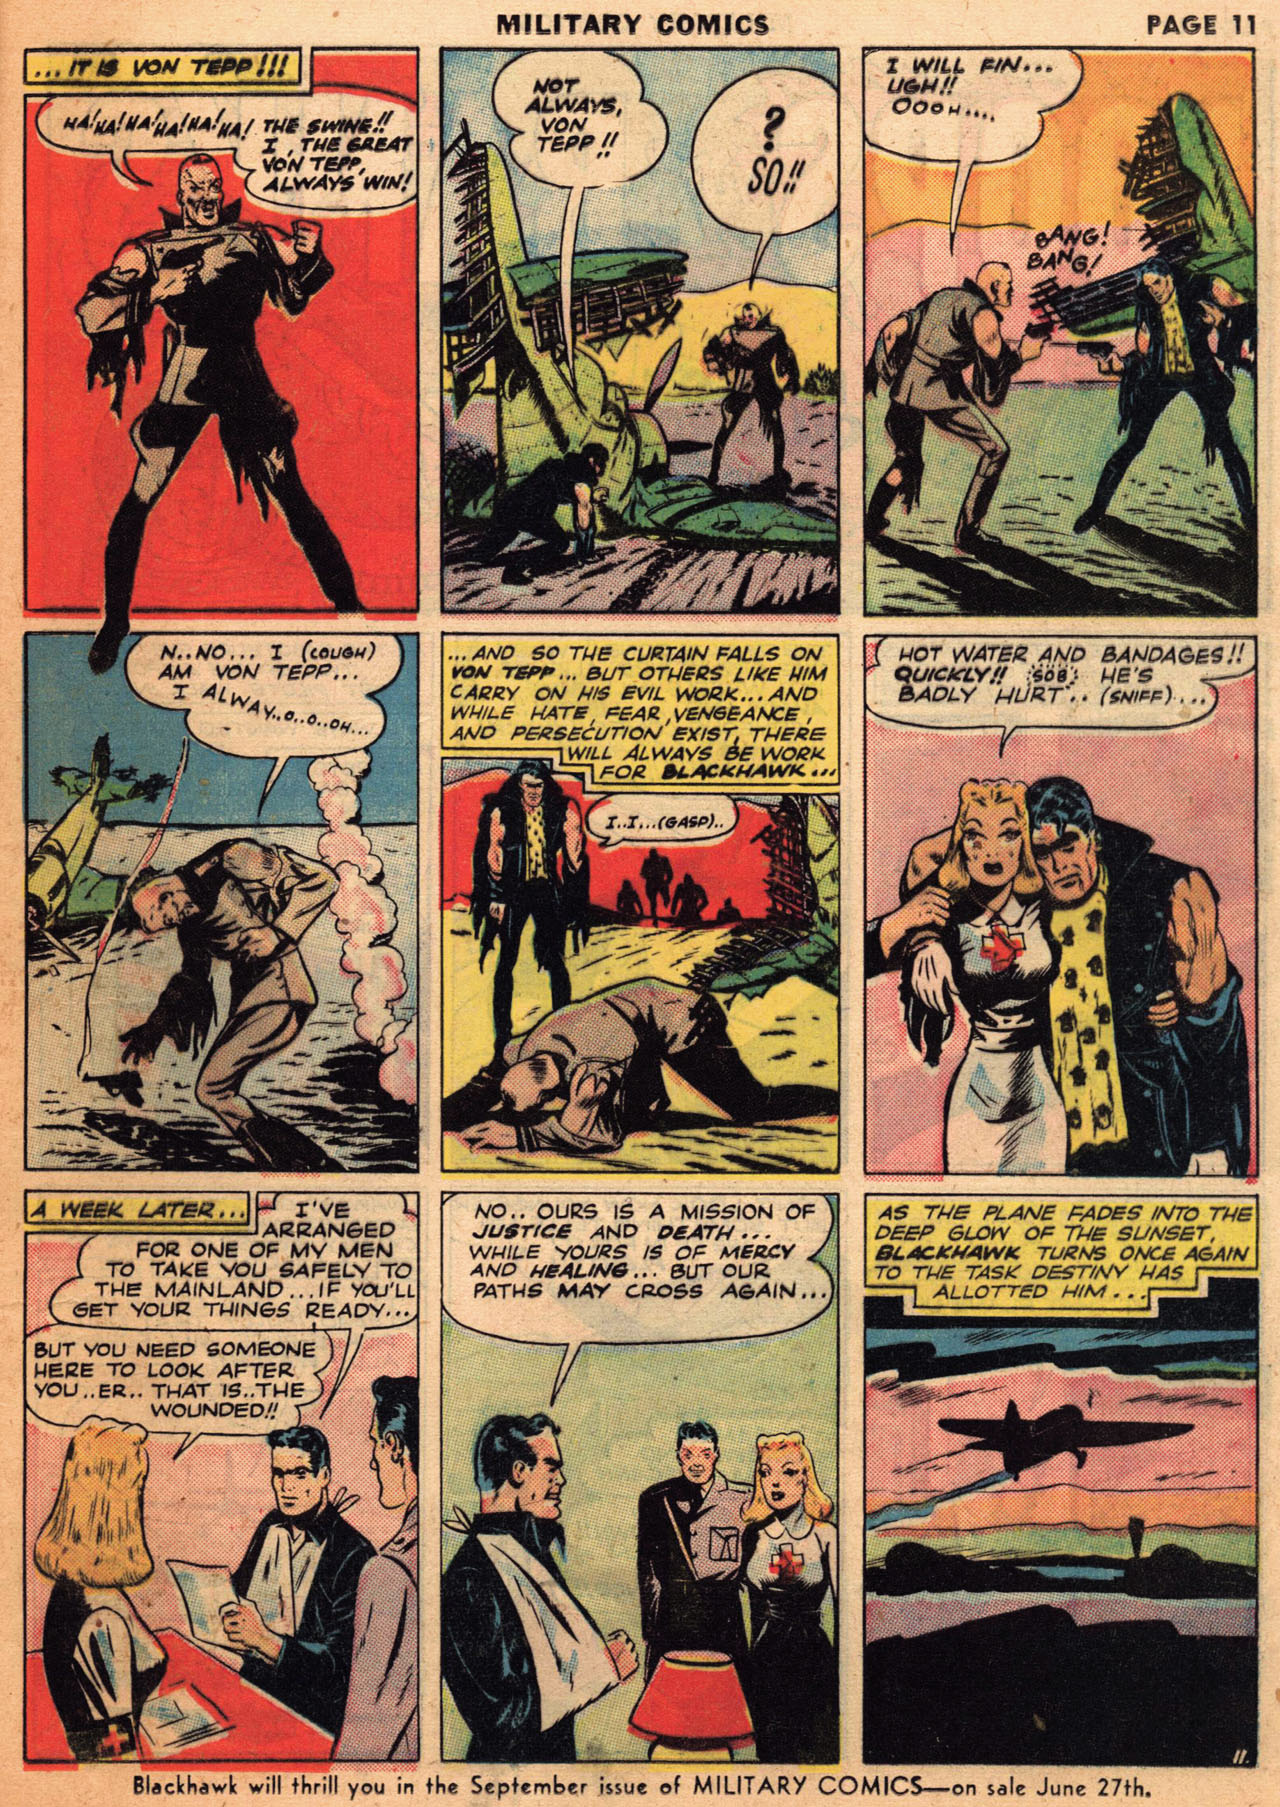 MILITARY COMICS
PAGE 11
...IT IS VON TEPP!!!
HA! HA! HA! HA! HA! HA!
THE SWINE!!
I, THE GREAT
VON TEPP,
ALWAYS WIN!
NOT
ALWAYS,
VON
TEPP!!
?
SO!!
I WILL FIN...
UGH!!
OOOH....
BANG!
BANG!
N..NO... I (COUGH)
AM VON TEPP...
I ALWAY..O..O..OH...
...AND SO THE CURTAIN FALLS ON
VON TEPP... BUT OTHERS LIKE HIM
CARRY ON HIS EVIL WORK...AND
WHILE HATE, FEAR, VENGEANCE,
AND PERSECUTION EXIST, THERE
WILL ALWAYS BE WORK
FOR BLACKHAWK...
I..I...(GASP)..
HOT WATER AND BANDAGES!!
QUICKLY!! (SOB) HE'S
BADLY HURT.. (SNIFF)....
A WEEK LATER...
I'VE
ARRANGED
FOR ONE OF MY MEN
TO TAKE YOU SAFELY TO
THE MAINLAND...IF YOU'LL
GET YOUR THINGS READY...
BUT YOU NEED SOMEONE
HERE TO LOOK AFTER
YOU..ER.. THAT IS..THE
WOUNDED!!
NO.. OURS IS A MISSION OF
JUSTICE AND DEATH...
WHILE YOURS IS OF MERCY
AND HEALING... BUT OUR
PATHS MAY CROSS AGAIN...
AS THE PLANE FADES INTO THE
DEEP GLOW OF THE SUNSET,
BLACKHAWK TURNS ONCE AGAIN
TO THE TASK DESTINY HAS
ALLOTTED HIM...
11.
Blackhawk will thrill you in the September issue of MILITARY COMICS—on sale June 27th.